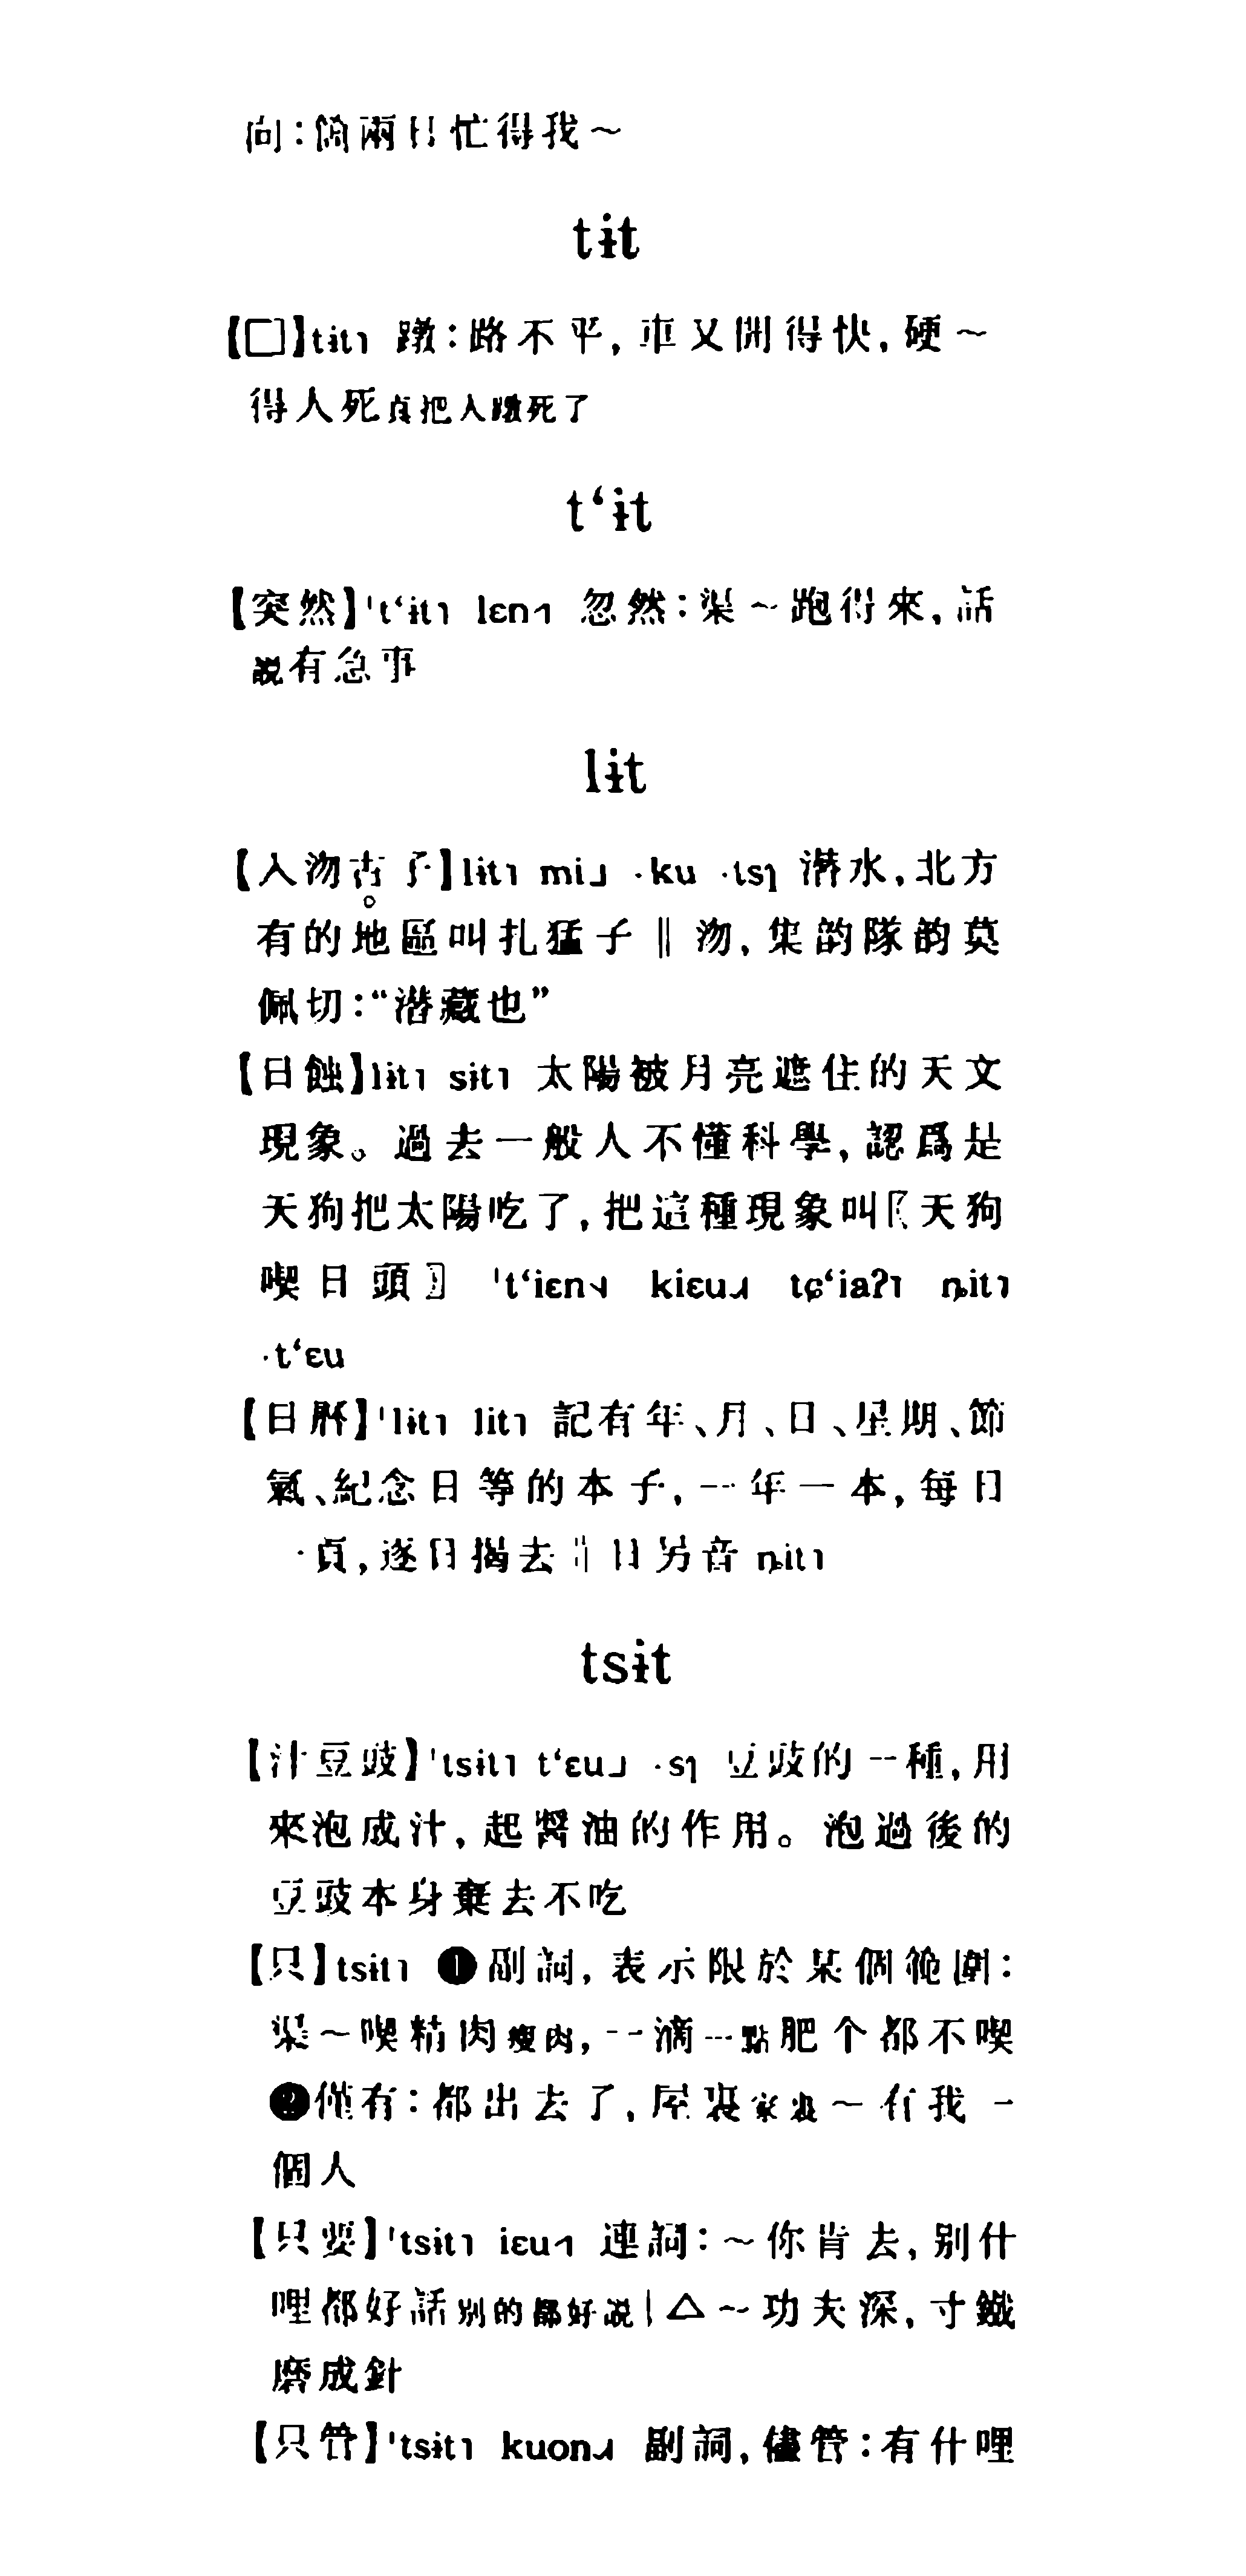 向：箇兩日忙得我～
tɨt
【□】tɨt˥ 蹾：路不平，車又開得快，硬～
得人死真把人蹾死了
t‘ɨt
【突然】ˈt‘ɨt˥ lɛn˦ 忽然：渠～跑得來，話
說有急事
lɨt
【入沕古子】lɨt˥ mi˩ ·ku ·tsɿ 潛水，北方
有的地區叫扎猛子‖沕，集韵隊韵莫
佩切：“潛藏也”
【日蝕】lɨt˥ sɨt˥ 太陽被月亮遮住的天文
現象。過去一般人不懂科學，認爲是
天狗把太陽吃了，把這種現象叫〖天狗
喫日頭〗 ˈt‘iɛn˧˩ kiɛu˨˩ tɕ‘iaʔ˥ ȵit˥
·t‘ɛu
【日曆】ˈlɨt˥ lit˥ 記有年、月、日、星期、節
氣、紀念日等的本子，一年一本，每日
一頁，逐日揭去‖日另音 ȵit˥
tsɨt
【汁豆豉】ˈtsɨt˥ t‘ɛu˩ ·sɿ 豆豉的一種，用
來泡成汁，起醬油的作用。泡過後的
豆豉本身棄去不吃
【只】tsɨt˥ ❶副詞，表示限於某個範圍：
渠～喫精肉瘦肉，一滴一點肥个都不喫
❷僅有：都出去了，屋裏家裏～有我一
個人
【只要】ˈtsɨt˥ iɛu˦ 連詞：～你肯去，别什
哩都好話别的都好説｜△～功夫深，寸鐵
磨成針
【只管】ˈtsɨt˥ kuon˨˩ 副詞，儘管：有什哩